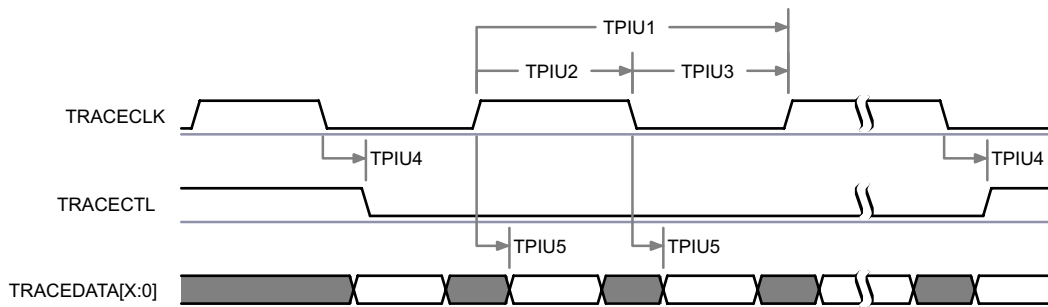 TPIU1
TPIU2
TPIU3
TRACECLK
TPIU4
TPIU4
TRACECTL
TPIU5
TPIU5
TRACEDATA[X:0]